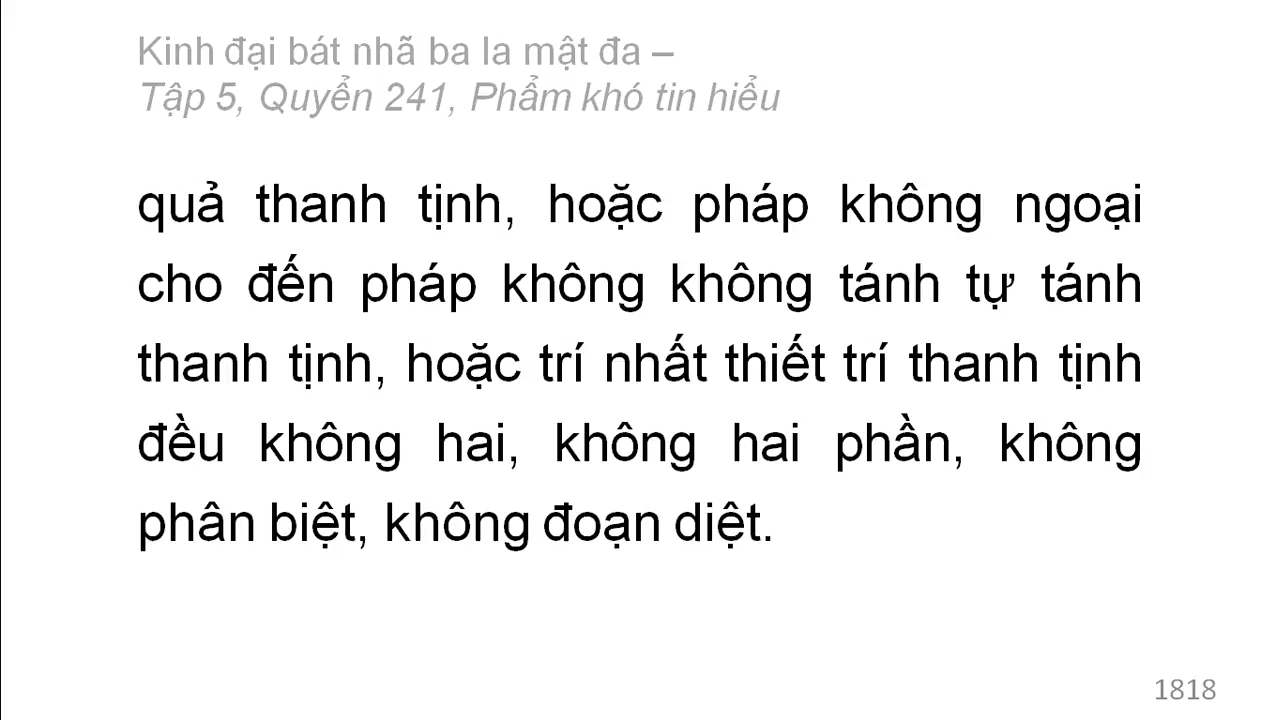 Kinh đại bát nhã ba la mật đa –
Tập 5, Quyển 241, Phẩm khó tin hiểu
quả thanh tịnh, hoặc pháp không ngoại
cho đến pháp không không tánh tự tánh
thanh tịnh, hoặc trí nhất thiết trí thanh tịnh
đều không hai, không hai phần, không
phân biệt, không đoạn diệt.
1818